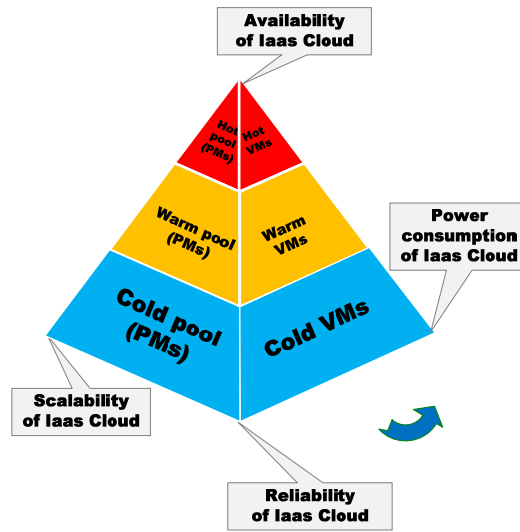 Availability
of Iaas Cloud
Hot
pool
(PMs)
Hot
VMs
Warm pool
(PMs)
Warm
VMs
Power
consumption
of Iaas Cloud
Cold pool
(PMs)
Cold VMs
Scalability
of Iaas Cloud
Reliability
of Iaas Cloud